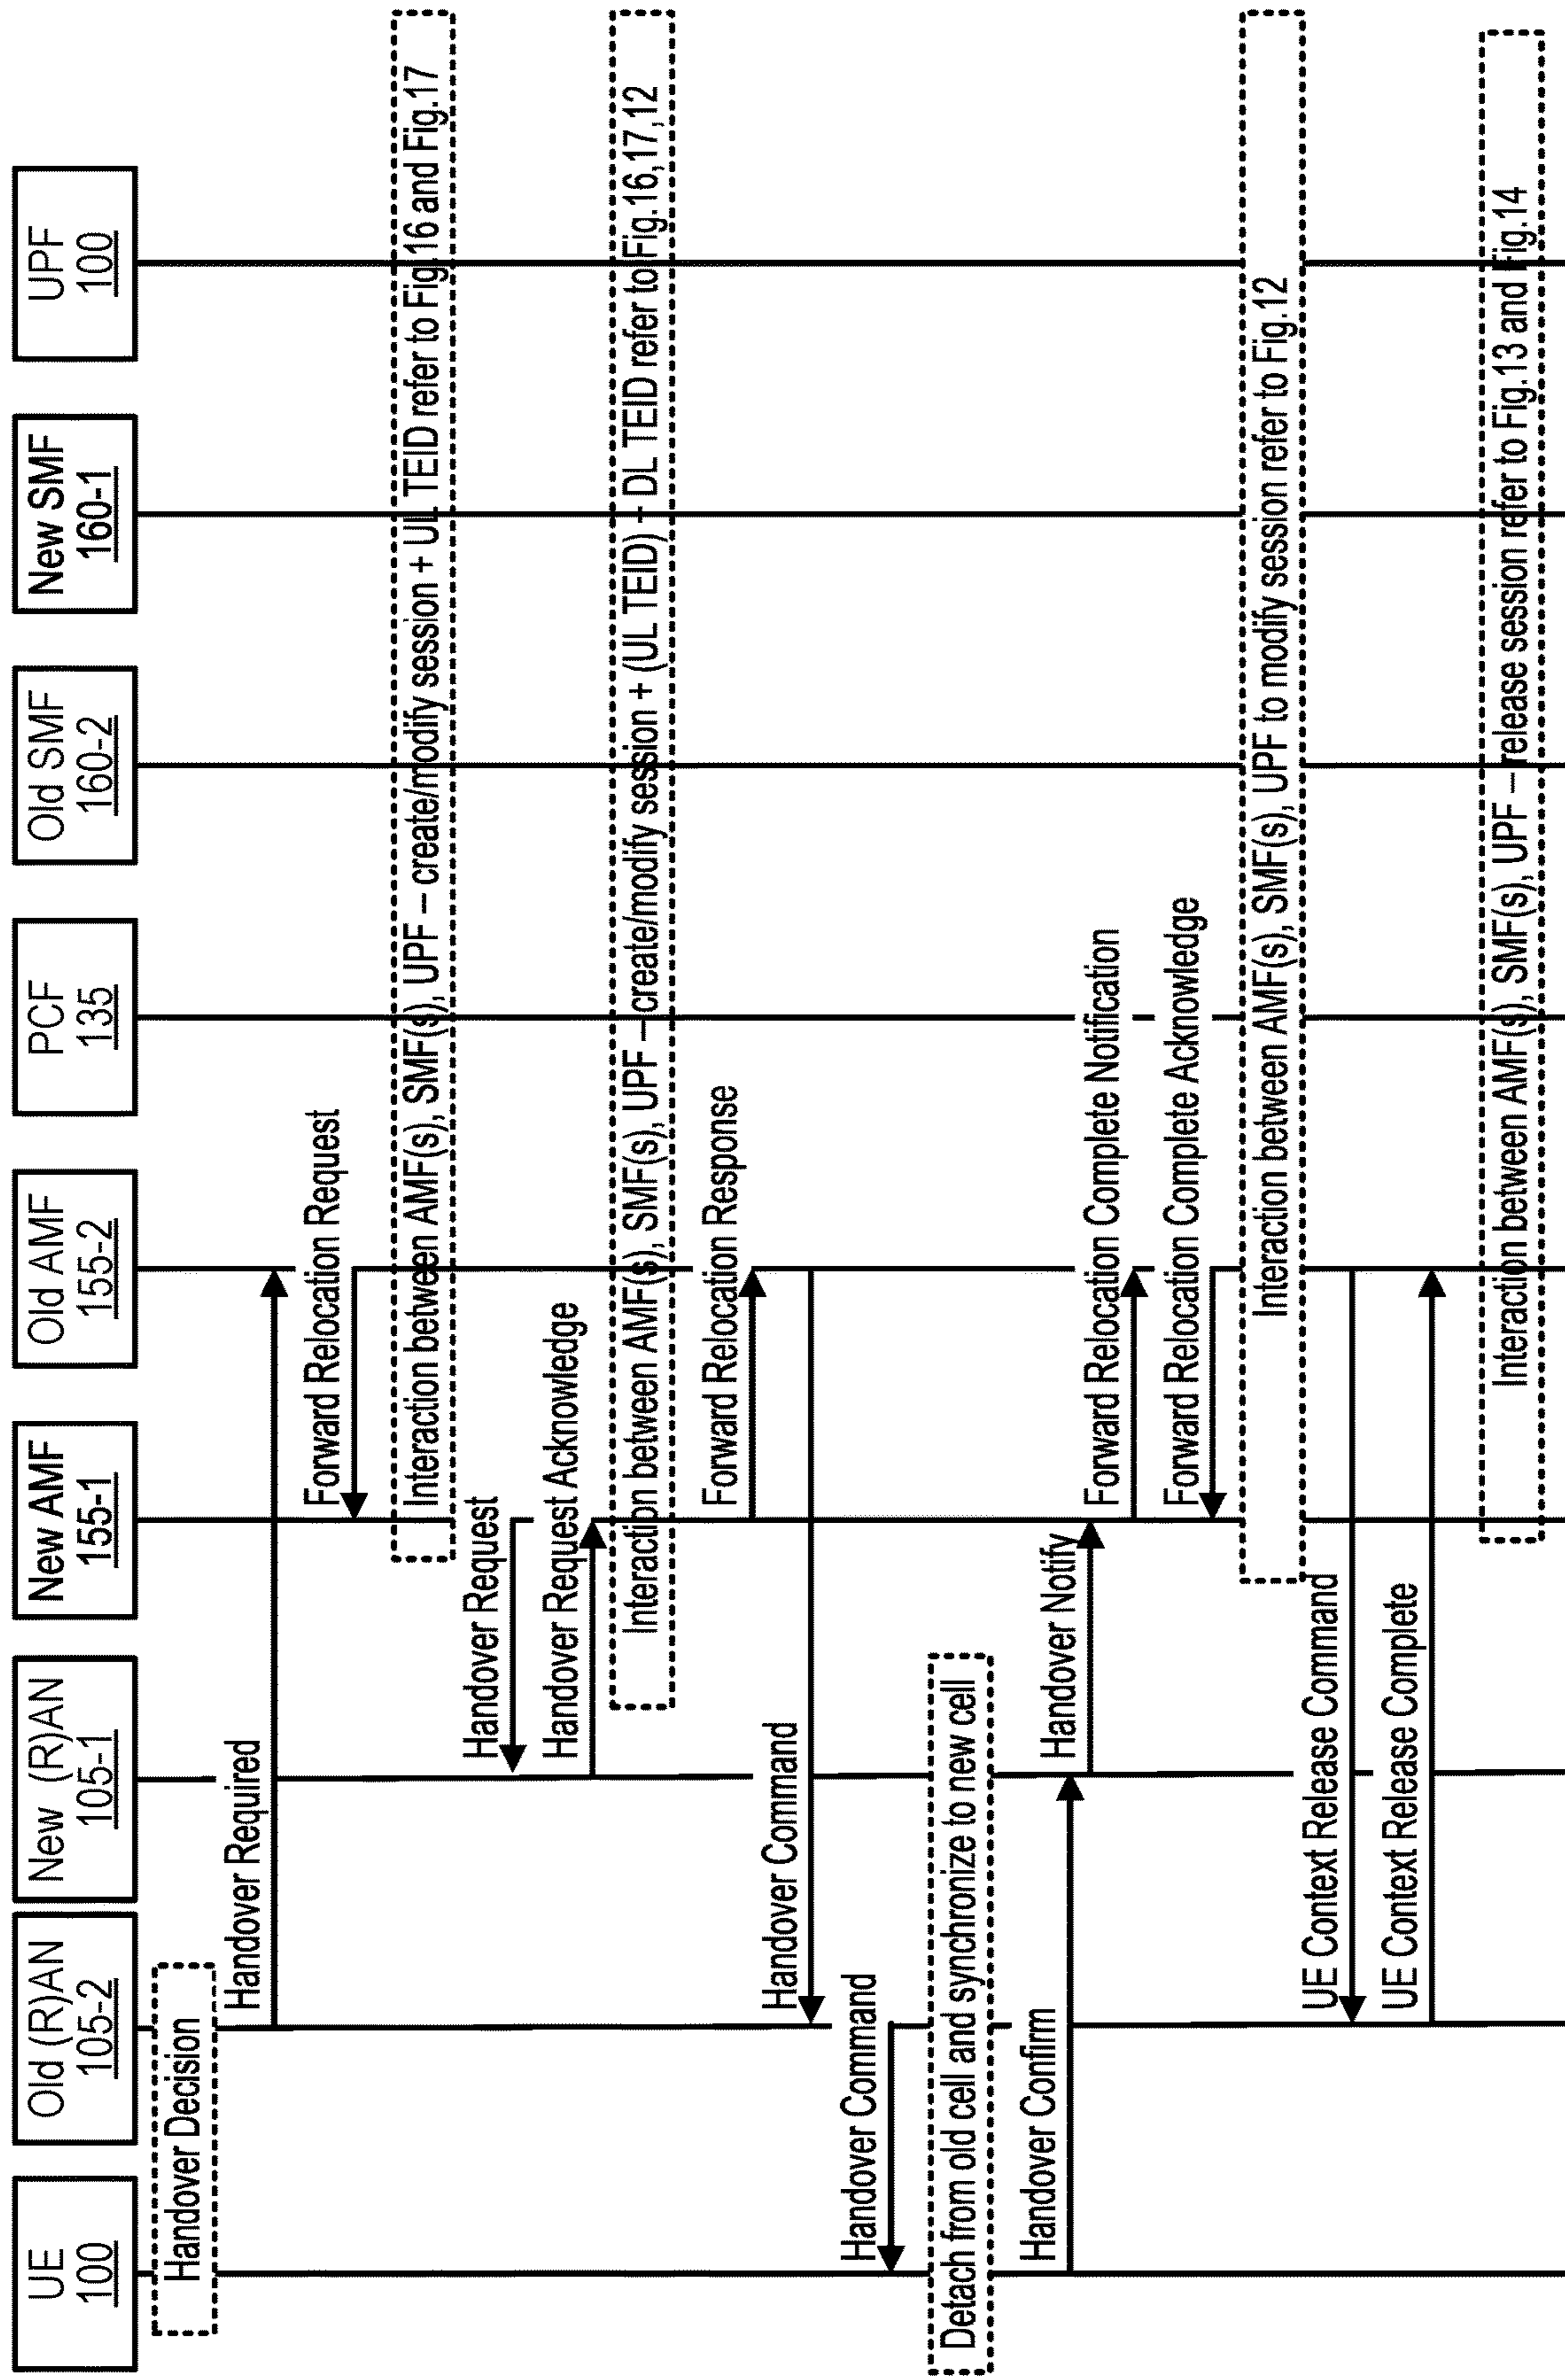 UE
100
Old (R)AN
105-2
New (R)AN
105-1
New AMF
155-1
Old AMF
155-2
PCF
135
Old SMF
160-2
New SMF
160-1
UPF
100
Handover Decision
Handover Required
Forward Relocation Request
Interaction between AMF(s), SMF(s), UPF – create/modify session + UL TEID refer to Fig.16 and Fig.17
Handover Request
Handover Request Acknowledge
Interaction between AMF(s), SMF(s), UPF – create/modify session + (UL TEID) + DL TEID refer to Fig.16,17,12
Forward Relocation Response
Handover Command
Handover Command
Detach from old cell and synchronize to new cell
Handover Confirm
Handover Notify
Forward Relocation Complete Notification
Forward Relocation Complete Acknowledge
Interaction between AMF(s), SMF(s), UPF to modify session refer to Fig.12
UE Context Release Command
UE Context Release Complete
Interaction between AMF(s), SMF(s), UPF – release session refer to Fig.13 and Fig.14